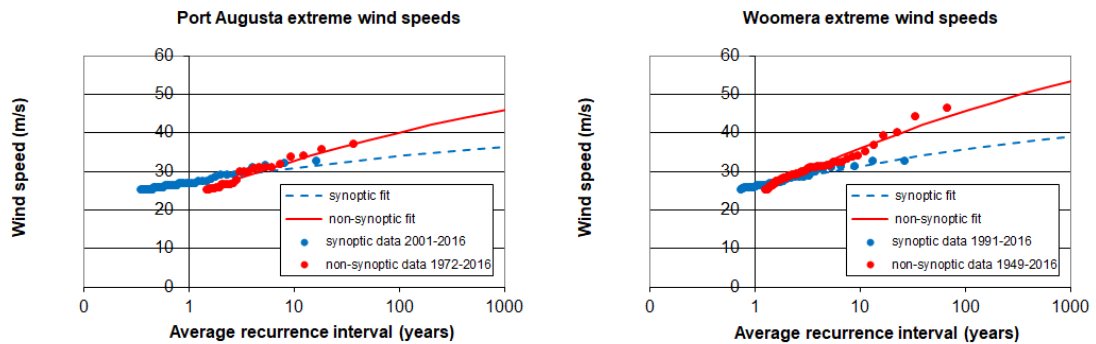 Port Augusta extreme wind speeds
60
50
40
30
20
10
0
Wind speed (m/s)
synoptic fit
non-synoptic fit
synoptic data 2001-2016
non-synoptic data 1972-2016
0 1 10 100 1000
Average recurrence interval (years)
Woomera extreme wind speeds
60
50
40
30
20
10
0
Wind speed (m/s)
synoptic fit
non-synoptic fit
synoptic data 1991-2016
non-synoptic data 1949-2016
0 1 10 100 1000
Average recurrence interval (years)